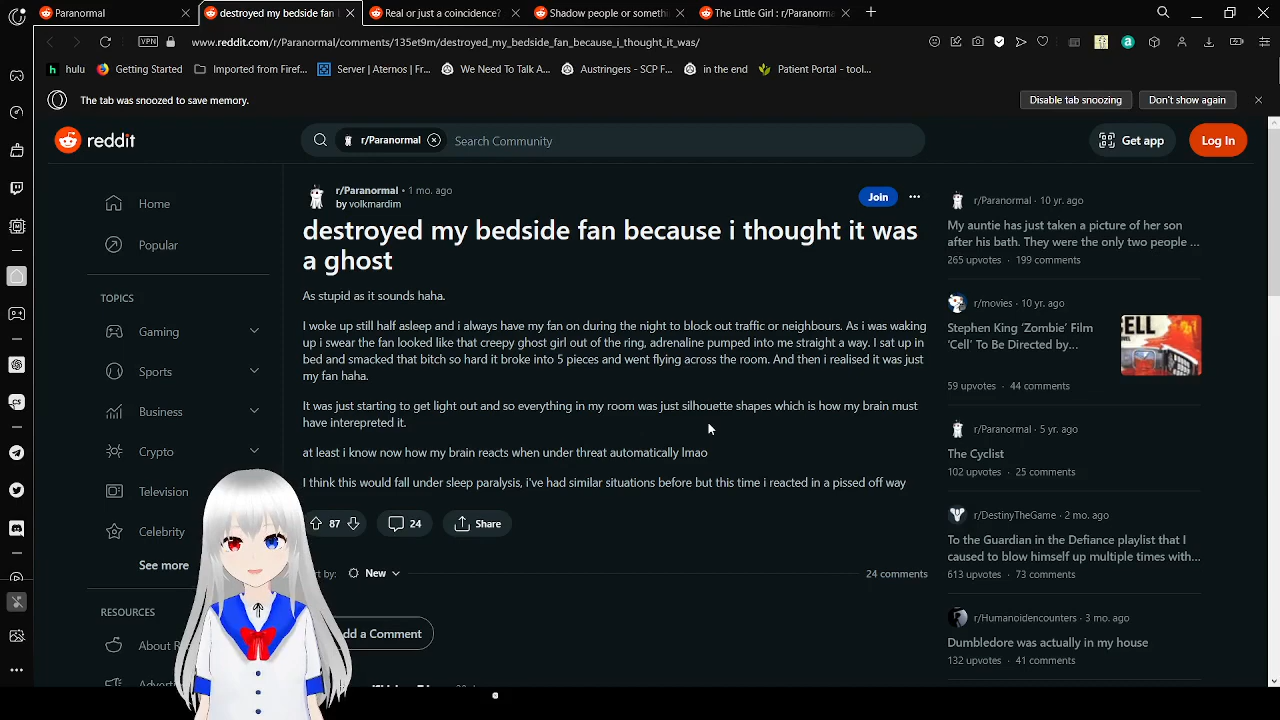 Paranormal
destroyed my bedside fan
Real or just a coincidence?
Shadow people or somethi
The Little Girl : r/Paranorma
VPN
www.reddit.com/r/Paranormal/comments/135et9m/destroyed_my_bedside_fan_because_i_thought_it_was/
hulu
Getting Started
Imported from Firef...
Server | Aternos | Fr...
We Need To Talk A...
Austringers - SCP F...
in the end
Patient Portal - tool...
The tab was snoozed to save memory.
Disable tab snoozing
Don't show again
reddit
r/Paranormal
Search Community
Get app
Log In
Home
Popular
TOPICS
Gaming
Sports
Business
Crypto
Television
Celebrity
See more
RESOURCES
About Re
Adverti
r/Paranormal • 1 mo. ago
by volkmardim
Join
destroyed my bedside fan because i thought it was
a ghost
As stupid as it sounds haha.
I woke up still half asleep and i always have my fan on during the night to block out traffic or neighbours. As i was waking
up i swear the fan looked like that creepy ghost girl out of the ring, adrenaline pumped into me straight a way. I sat up in
bed and smacked that bitch so hard it broke into 5 pieces and went flying across the room. And then i realised it was just
my fan haha.
It was just starting to get light out and so everything in my room was just silhouette shapes which is how my brain must
have interepreted it.
at least i know now how my brain reacts when under threat automatically lmao
I think this would fall under sleep paralysis, i've had similar situations before but this time i reacted in a pissed off way
87
24
Share
rt by:
New
24 comments
dd a Comment
r/Paranormal • 10 yr. ago
My auntie has just taken a picture of her son
after his bath. They were the only two people ...
265 upvotes • 199 comments
r/movies • 10 yr. ago
Stephen King 'Zombie' Film
'Cell' To Be Directed by...
ELL
59 upvotes • 44 comments
r/Paranormal • 5 yr. ago
The Cyclist
102 upvotes • 25 comments
r/DestinyTheGame • 2 mo. ago
To the Guardian in the Defiance playlist that I
caused to blow himself up multiple times with...
613 upvotes • 73 comments
r/Humanoidencounters • 3 mo. ago
Dumbledore was actually in my house
132 upvotes • 41 comments